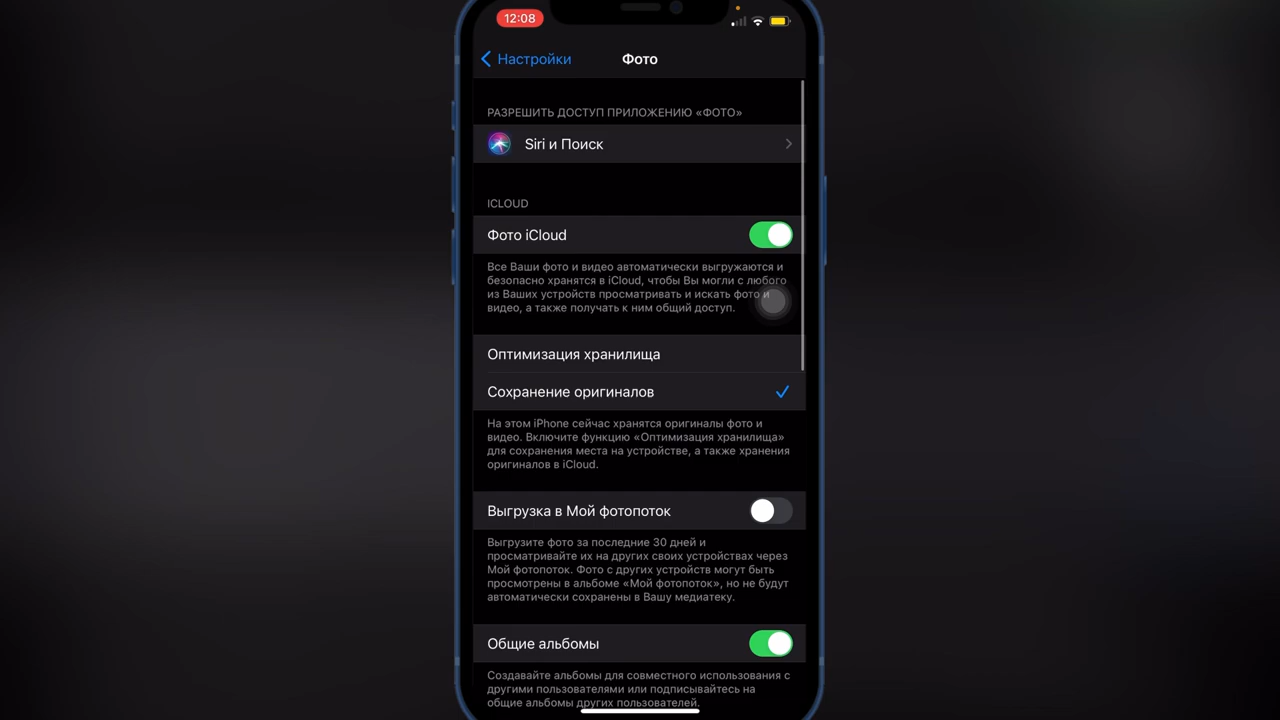 12:08
Настройки
Фото
РАЗРЕШИТЬ ДОСТУП ПРИЛОЖЕНИЮ «ФОТО»
Siri и Поиск
ICLOUD
Фото iCloud
Все Ваши фото и видео автоматически выгружаются и
безопасно хранятся в iCloud, чтобы Вы могли с любого
из Ваших устройств просматривать и искать фото и
видео, а также получать к ним общий доступ.
Оптимизация хранилища
Сохранение оригиналов
На этом iPhone сейчас хранятся оригиналы фото и
видео. Включите функцию «Оптимизация хранилища»
для сохранения места на устройстве, а также хранения
оригиналов в iCloud.
Выгрузка в Мой фотопоток
Выгрузите фото за последние 30 дней и
просматривайте их на других своих устройствах через
Мой фотопоток. Фото с других устройств могут быть
просмотрены в альбоме «Мой фотопоток», но не будут
автоматически сохранены в Вашу медиатеку.
Общие альбомы
Создавайте альбомы для совместного использования с
другими пользователями или подписывайтесь на
общие альбомы других пользователей.